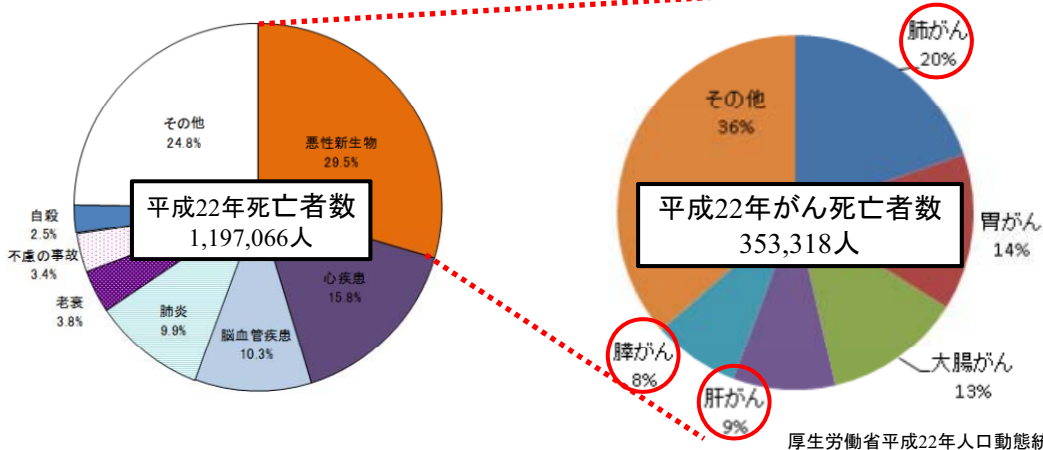 その他
24.8%
悪性新生物
29.5%
平成22年死亡者数
1,197,066人
自殺
2.5%
不慮の事故
3.4%
老衰
3.8%
肺炎
9.9%
脳血管疾患
10.3%
心疾患
15.8%
肺がん
20%
その他
36%
平成22年がん死亡者数
353,318人
胃がん
14%
膵がん
8%
肝がん
9%
大腸がん
13%
厚生労働省平成22年人口動態統